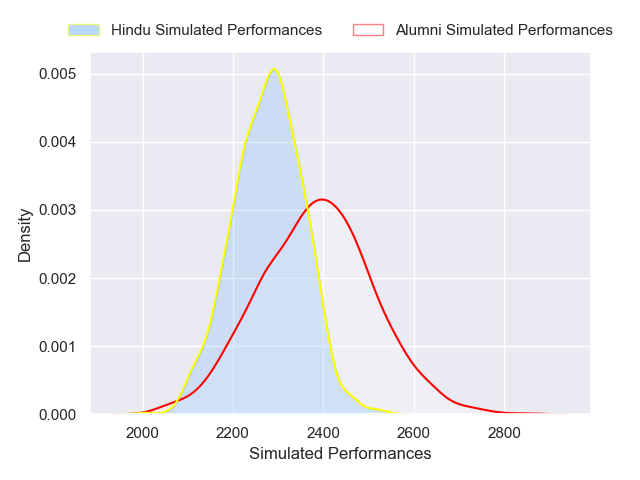 Hindu Simulated Performances Alumni Simulated Performances
0.005
0.004
0.003
0.002
0.001
0.000
Density
2000 2200 2400 2600 2800
Simulated Performances